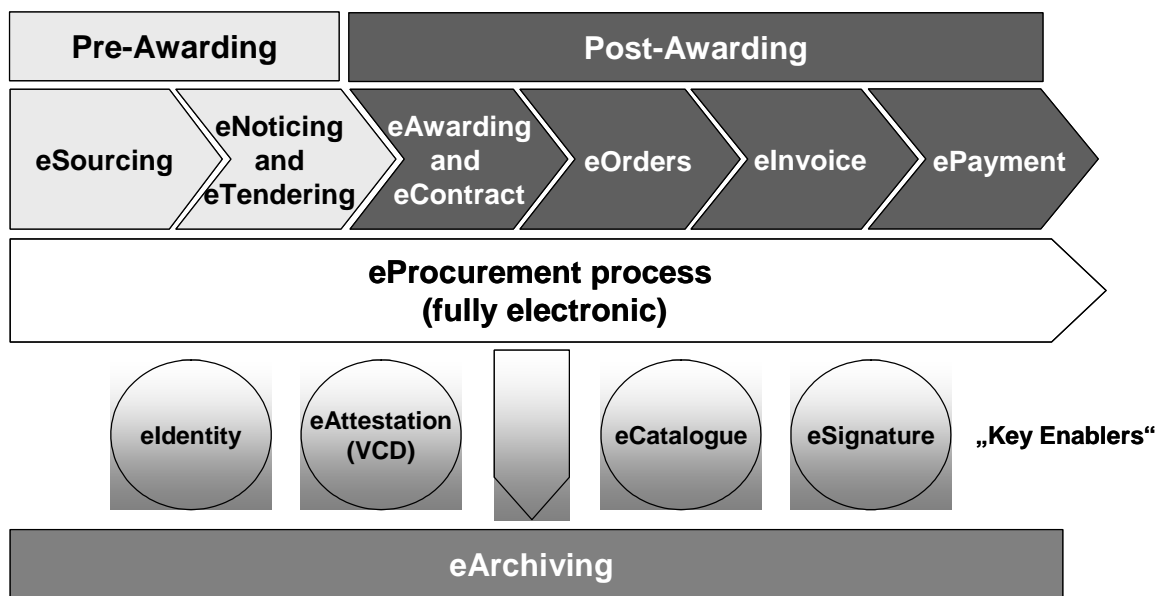 Pre-Awarding
Post-Awarding
eSourcing
eNoticing
and
eTendering
eAwarding
and
eContract
eOrders
eInvoice
ePayment
eProcurement process
(fully electronic)
eIdentity
eAttestation
(VCD)
eCatalogue
eSignature
„Key Enablers“
eArchiving